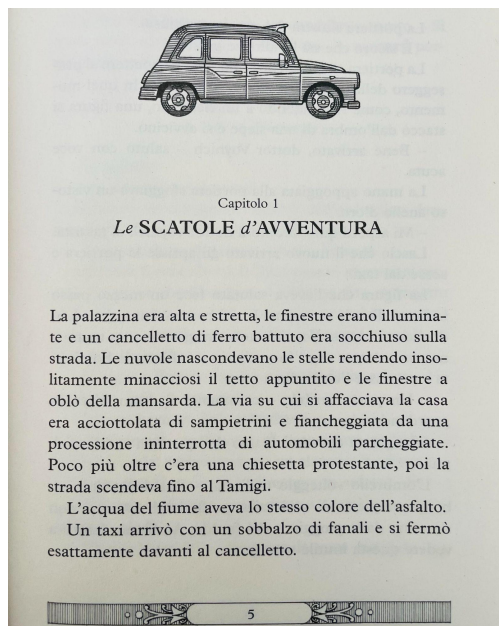 Capitolo 1
Le SCATOLE d'AVVENTURA
La palazzina era alta e stretta, le finestre erano illumina-
te e un cancelletto di ferro battuto era socchiuso sulla
strada. Le nuvole nascondevano le stelle rendendo inso-
litamente minacciosi il tetto appuntito e le finestre a
oblò della mansarda. La via su cui si affacciava la casa
era acciottolata di sampietrini e fiancheggiata da una
processione ininterrotta di automobili parcheggiate.
Poco più oltre c'era una chiesetta protestante, poi la
strada scendeva fino al Tamigi.
L'acqua del fiume aveva lo stesso colore dell'asfalto.
Un taxi arrivò con un sobbalzo di fanali e si fermò
esattamente davanti al cancelletto.
5